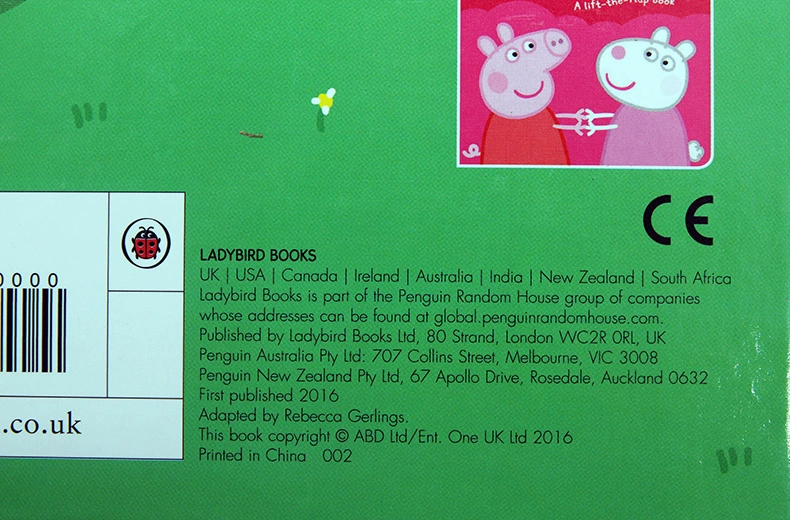 A lift-the-flap book
CE
0000
LADYBIRD BOOKS
UK | USA | Canada | Ireland | Australia | India | New Zealand | South Africa
Ladybird Books is part of the Penguin Random House group of companies
whose addresses can be found at global.penguinrandomhouse.com.
Published by Ladybird Books Ltd, 80 Strand, London WC2R 0RL, UK
Penguin Australia Pty Ltd: 707 Collins Street, Melbourne, VIC 3008
Penguin New Zealand Pty Ltd, 67 Apollo Drive, Rosedale, Auckland 0632
First published 2016
Adapted by Rebecca Gerlings.
This book copyright © ABD Ltd/Ent. One UK Ltd 2016
Printed in China 002
.co.uk